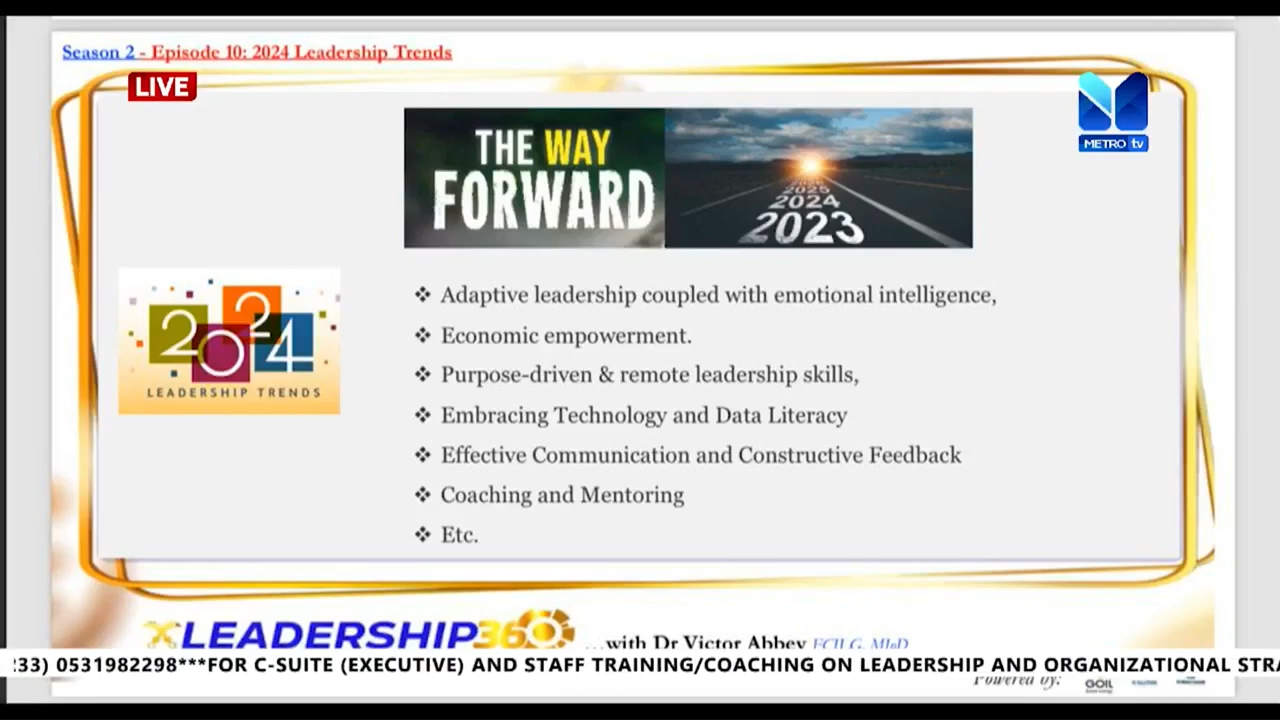 Season 2 - Episode 10: 2024 Leadership Trends
LIVE
METRO tv
THE WAY
FORWARD
2025
2024
2023
2024
LEADERSHIP TRENDS
❖ Adaptive leadership coupled with emotional intelligence,
❖ Economic empowerment.
❖ Purpose-driven & remote leadership skills,
❖ Embracing Technology and Data Literacy
❖ Effective Communication and Constructive Feedback
❖ Coaching and Mentoring
❖ Etc.
LEADERSHIP360
...with Dr Victor Abbey FCILG, MIoD
233) 0531982298***FOR C-SUITE (EXECUTIVE) AND STAFF TRAINING/COACHING ON LEADERSHIP AND ORGANIZATIONAL STRA
Powered by:
GOIL